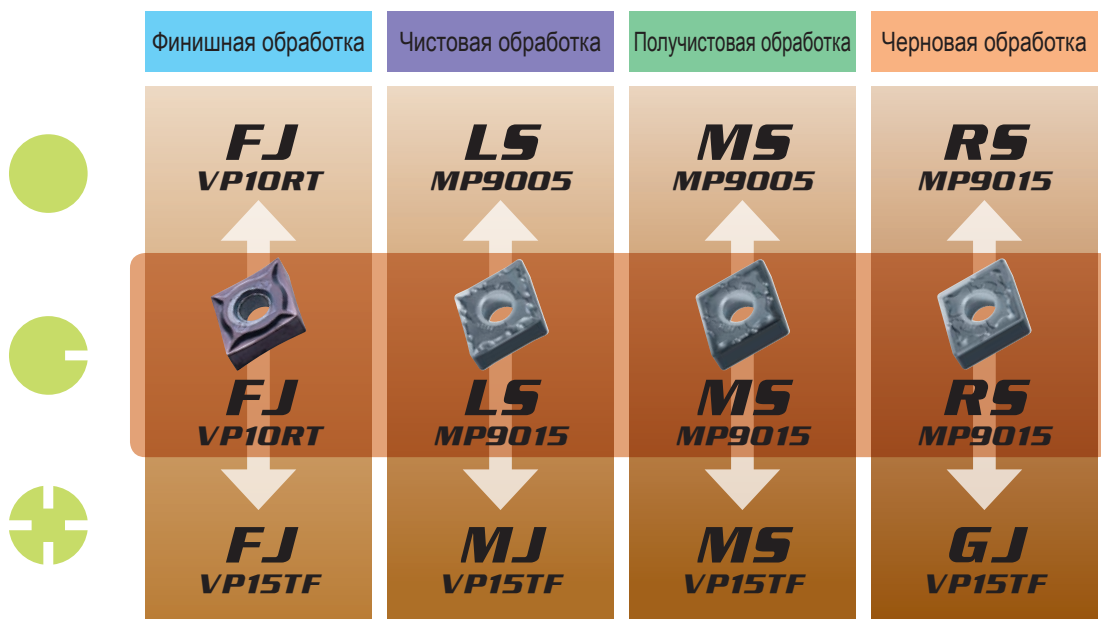 Финишная обработка
Чистовая обработка
Получистовая обработка
Черновая обработка
FJ
VP10RT
LS
MP9005
MS
MP9005
RS
MP9015
FJ
VP10RT
LS
MP9015
MS
MP9015
RS
MP9015
FJ
VP15TF
MJ
VP15TF
MS
VP15TF
GJ
VP15TF